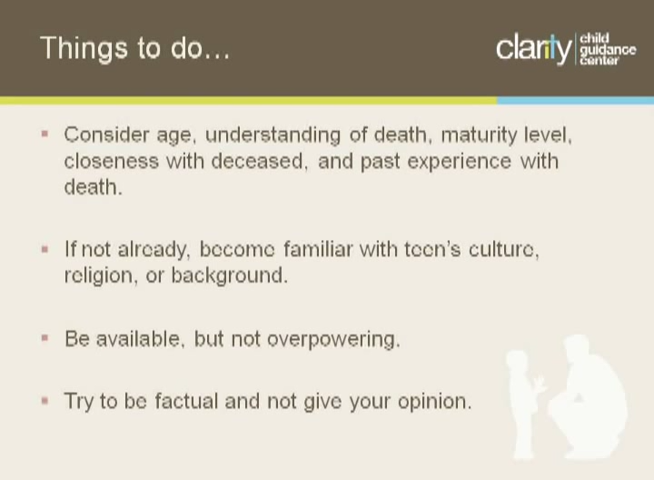 Things to do...
clarity child guidance center
Consider age, understanding of death, maturity level,
closeness with deceased, and past experience with
death.
If not already, become familiar with teen's culture,
religion, or background.
Be available, but not overpowering.
Try to be factual and not give your opinion.